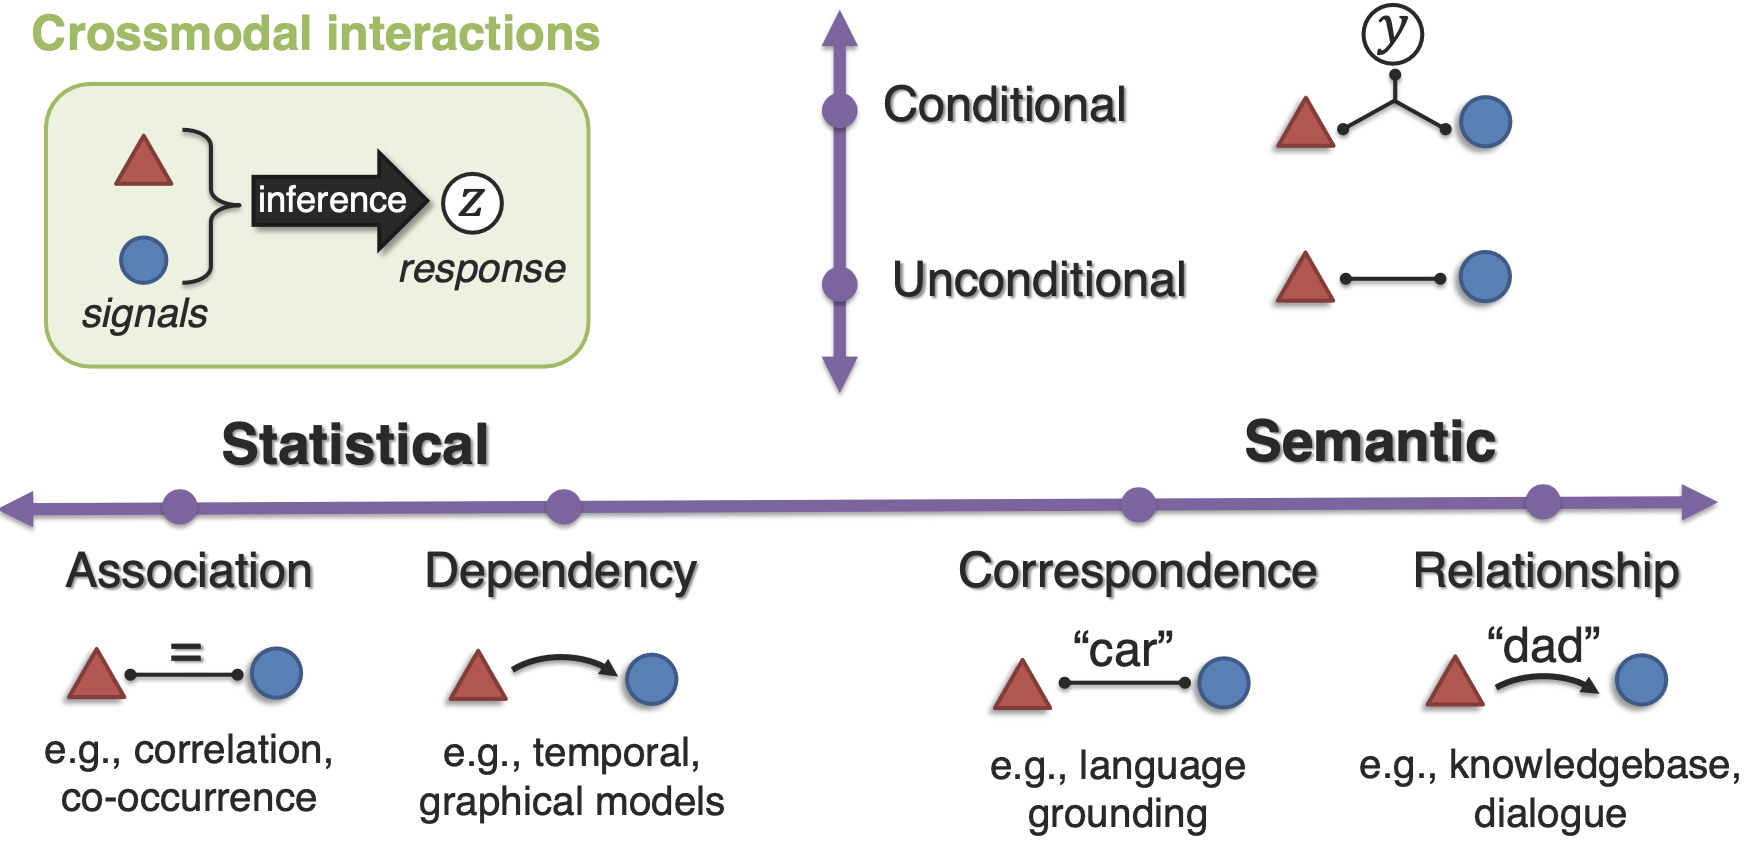 Crossmodal interactions
signals
inference
z
response
Conditional
y
Unconditional
Statistical
Semantic
Association
=
e.g., correlation,
co-occurrence
Dependency
e.g., temporal,
graphical models
Correspondence
“car”
e.g., language
grounding
Relationship
“dad”
e.g., knowledgebase,
dialogue